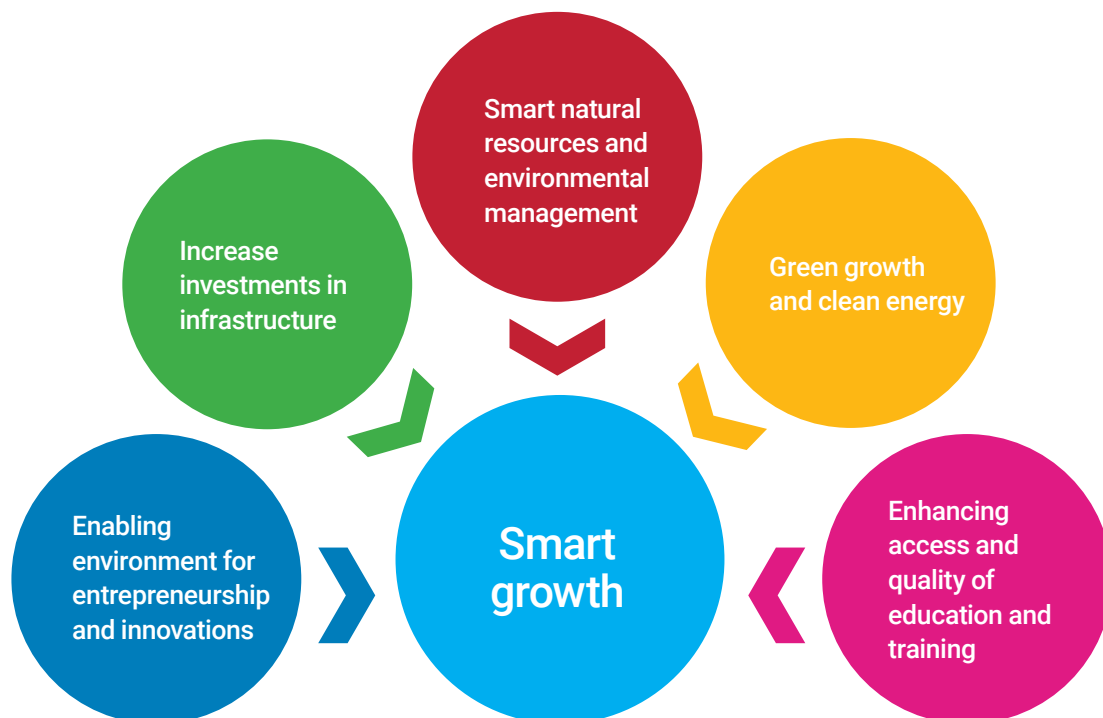 Smart natural
resources and
environmental
management
Increase
investments in
infrastructure
Green growth
and clean energy
Enabling
environment for
entrepreneurship
and innovations
Smart
growth
Enhancing
access and
quality of
education and
training